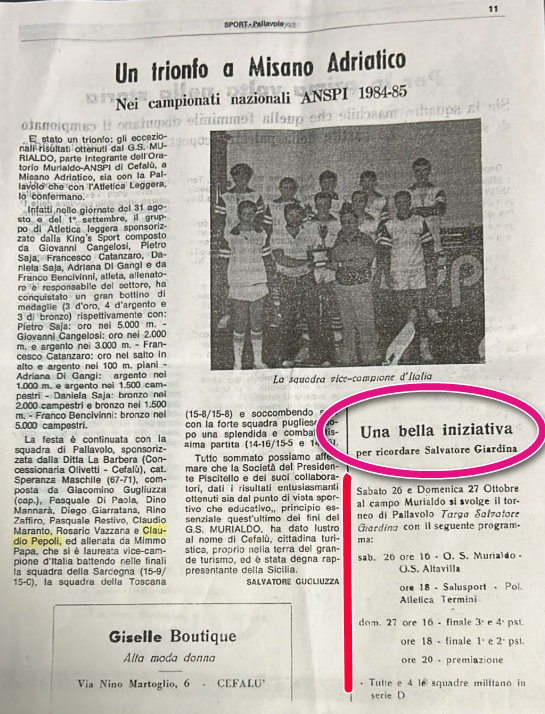 11
SPORT - Pallavolo
Un trionfo a Misano Adriatico
Nei campionati nazionali ANSPI 1984-85
E' stato un trionfo: gli eccezio-
nali risultati ottenuti dal G.S. MU-
RIALDO, parte integrante dell'Ora-
torio Murialdo-ANSPI di Cefalù, a
Misano Adriatico, sia con la Pal-
lavolo che con l'Atletica Leggera,
lo confermano.
Infatti nelle giornate del 31 ago-
sto e del 1° settembre, il grup-
po di Atletica leggera sponsoriz-
zato dalla King's Sport composto
da Giovanni Cangelosi, Pietro
Saja, Francesco Catanzaro, Da-
niela Saja, Adriana Di Gangi e da
Franco Bencivinni, atleta, allenato-
re e responsabile del settore, ha
conquistato un gran bottino di
medaglie (3 d'oro, 4 d'argento e
3 di bronzo) rispettivamente con:
Pietro Saja: oro nei 5.000 m. -
Giovanni Cangelosi: oro nei 2.000
m. e argento nei 3.000 m. - Fran-
cesco Catanzaro: oro nel salto in
alto e argento nei 100 m. piani -
Adriana Di Gangi: argento nei
1.000 m. e argento nei 1.500 cam-
pestri - Daniela Saja: bronzo nei
2.000 campestri e bronzo nei 1.500
m. - Franco Bencivinni: bronzo nei
5.000 campestri.
La festa è continuata con la
squadra di Pallavolo, sponsoriz-
zata dalla Ditta La Barbera (Con-
cessionaria Olivetti - Cefalù), cat.
Speranza Maschile (67-71), com-
posta da Giacomino Gugliuzza
(cap.), Pasquale Di Paola, Dino
Mannarà, Diego Giarratana, Rino
Zaffiro, Pasquale Restivo, Claudio
Maranto, Rosario Vazzana e Clau-
dio Pepoli, ed allenata da Mimmo
Papa, che si è laureata vice-cam-
pione d'Italia battendo nelle finali
la squadra della Sarcegna (15-9/
15-0), la squadra della Toscana
La squadra vice-campione d'Italia
(15-8/15-8) e soccombendo
con la forte squadra pugliese
po una splendida e
sima partita (14-16/15-5 e
Tutto sommato possiamo affer-
mare che la Società del Presiden-
te Piscitello e dei suoi collabora-
tori, dati i risultati entusiasmanti
ottenuti sia dal punto di vista spor-
tivo che educativo,, principio es-
senziale quest'ultimo dei fini del
G.S. MURIALDO, ha dato lustro
al nome di Cefalù, cittadina turi-
stica, proprio nella terra del gran-
de turismo, ed è stata degna rap-
presentante della Sicilia.
SALVATORE GUGLIUZZA
Una bella iniziativa
per ricordare Salvatore Giardina
Sabato 26 e Domenica 27 Ottobre
al campo Murialdo si svolge il tor-
neo di Pallavolo Targa Salvatore
Giardina con il seguente program-
ma:
sab. 26 ore 16 - O. S. Murialdo -
O.S. Altavilla
ore 18 - Salusport - Pol.
Atletica Termini
dom. 27 ore 16 - finale 3ª e 4ª pst.
ore 18 - finale 1ª e 2ª pst.
ore 20 - premiazione
- Tutte e 4 le squadre militano in
serie D
Giselle Boutique
Alta moda donna
Via Nino Martoglio, 6 - CEFALU'